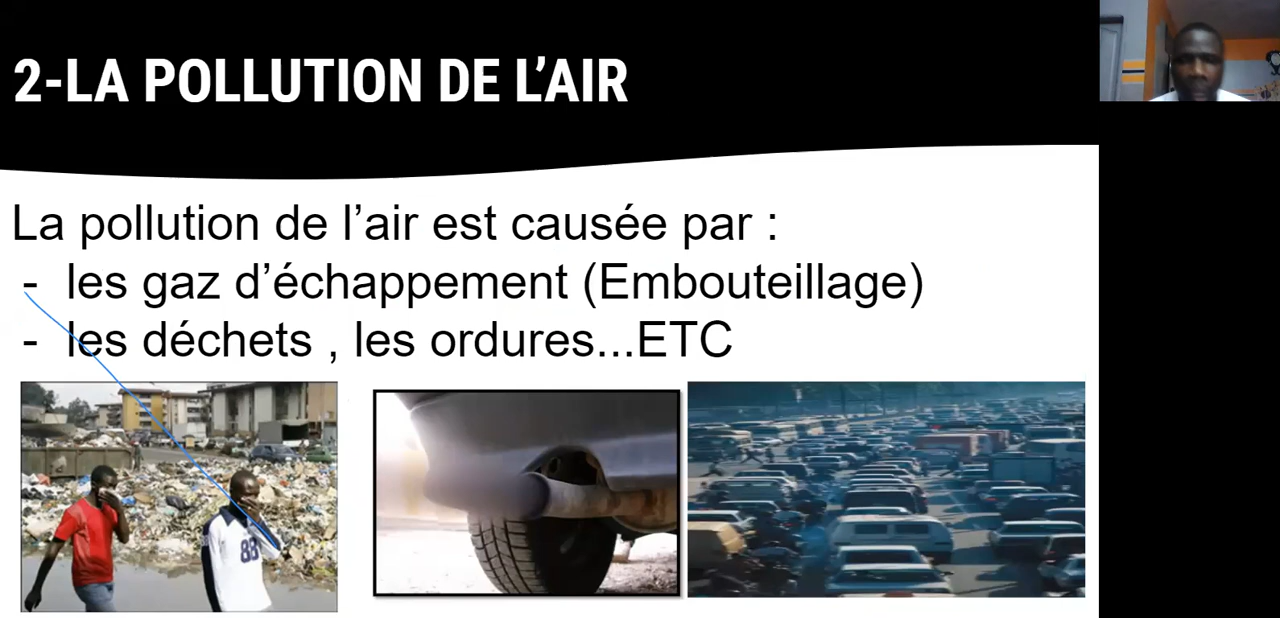 2-LA POLLUTION DE L’AIR
La pollution de l’air est causée par :
- les gaz d’échappement (Embouteillage)
- les déchets , les ordures...ETC
88